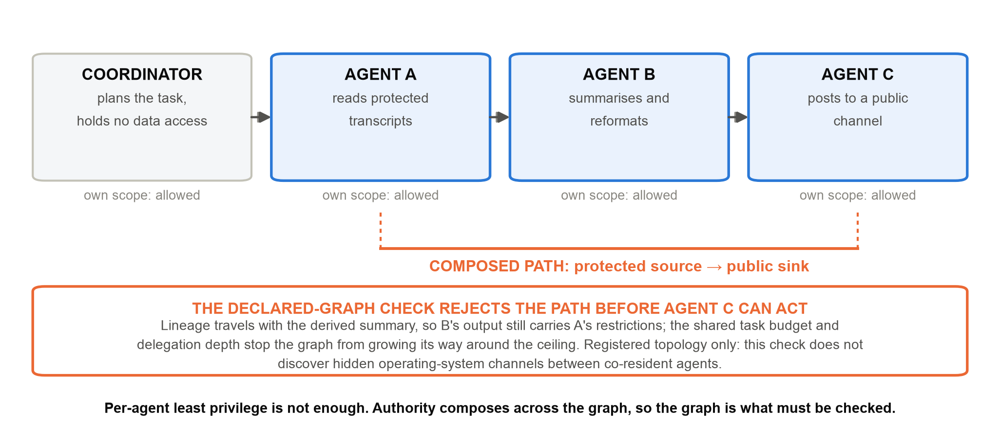 COORDINATOR
plans the task,
holds no data access
own scope: allowed
AGENT A
reads protected
transcripts
own scope: allowed
AGENT B
summarises and
reformats
own scope: allowed
AGENT C
posts to a public
channel
own scope: allowed
COMPOSED PATH: protected source → public sink
THE DECLARED-GRAPH CHECK REJECTS THE PATH BEFORE AGENT C CAN ACT
Lineage travels with the derived summary, so B's output still carries A's restrictions; the shared task budget and
delegation depth stop the graph from growing its way around the ceiling. Registered topology only: this check does not
discover hidden operating-system channels between co-resident agents.
Per-agent least privilege is not enough. Authority composes across the graph, so the graph is what must be checked.